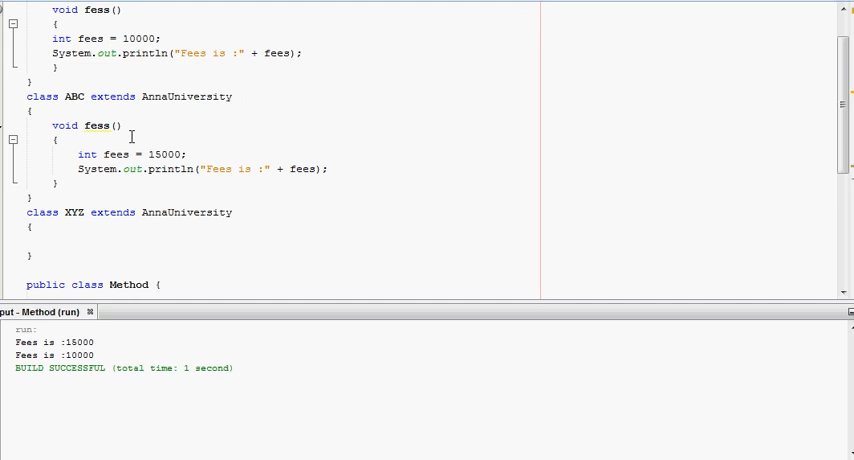 void fess()
{
int fees = 10000;
System.out.println("Fees is :" + fees);
}
}
class ABC extends AnnaUniversity
{
void fess()
{
int fees = 15000;
System.out.println("Fees is :" + fees);
}
}
class XYZ extends AnnaUniversity
{
}
public class Method {
put - Method (run)
run:
Fees is :15000
Fees is :10000
BUILD SUCCESSFUL (total time: 1 second)